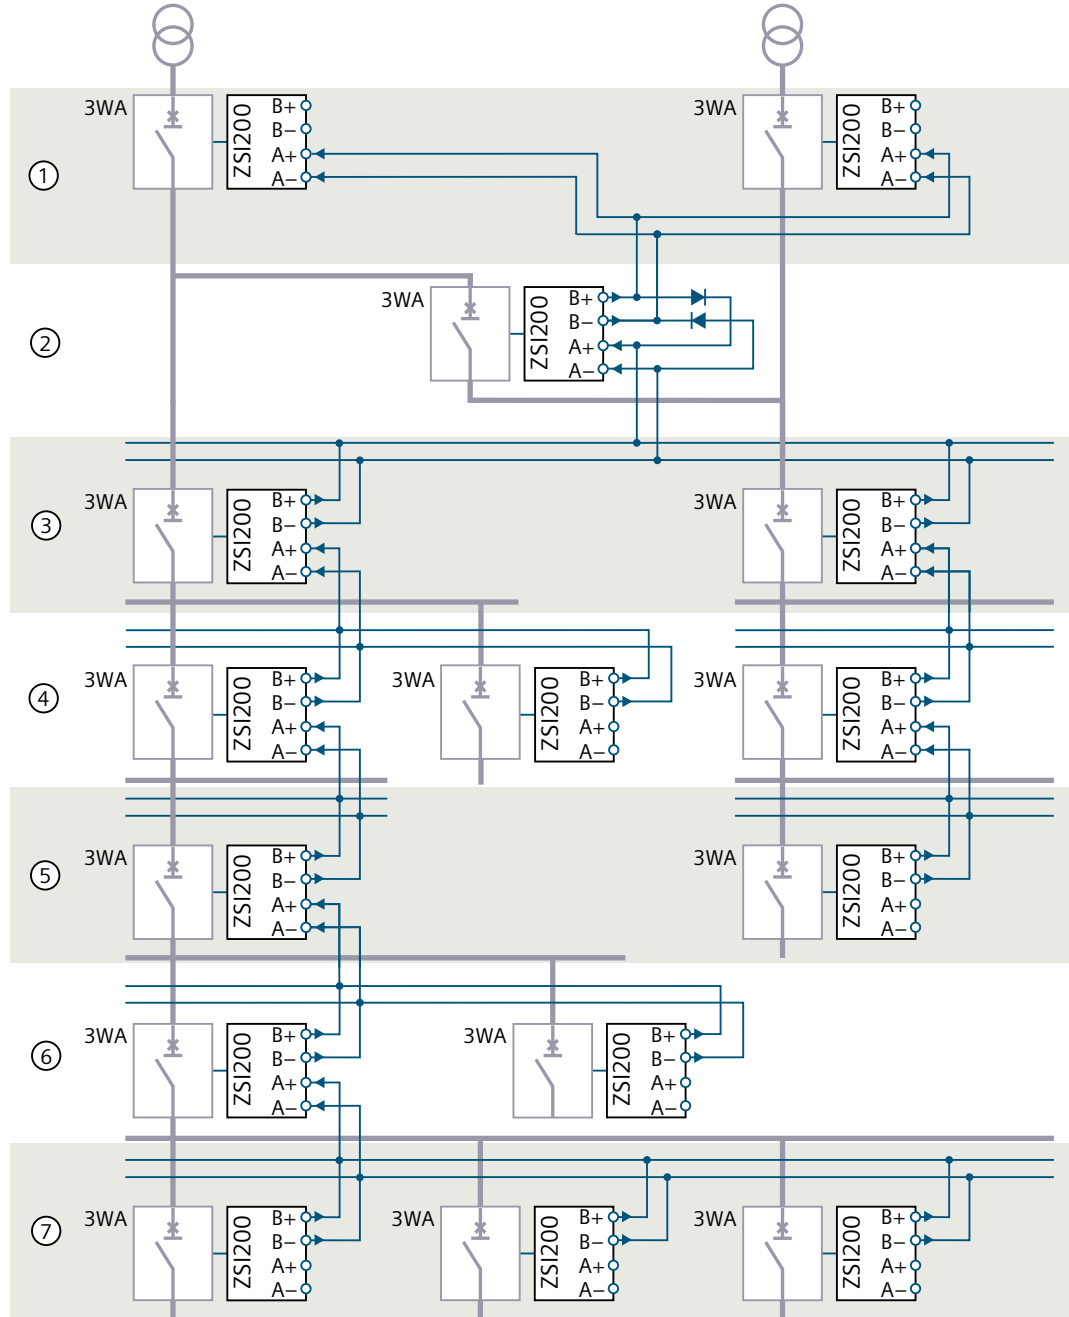 3WA ZSI200 B+ 3WA ZSI200 B+
B− B−
① A+ A+
A− A−
② 3WA ZSI200 B+
B−
A+
A−
③ 3WA ZSI200 B+ 3WA ZSI200 B+
B− B−
A+ A+
A− A−
④ 3WA ZSI200 B+ 3WA ZSI200 B+ 3WA ZSI200 B+
B− B− B−
A+ A+ A+
A− A− A−
⑤ 3WA ZSI200 B+ 3WA ZSI200 B+
B− B−
A+ A+
A− A−
⑥ 3WA ZSI200 B+ 3WA ZSI200 B+
B− B−
A+ A+
A− A−
⑦ 3WA ZSI200 B+ 3WA ZSI200 B+ 3WA ZSI200 B+
B− B− B−
A+ A+ A+
A− A− A−